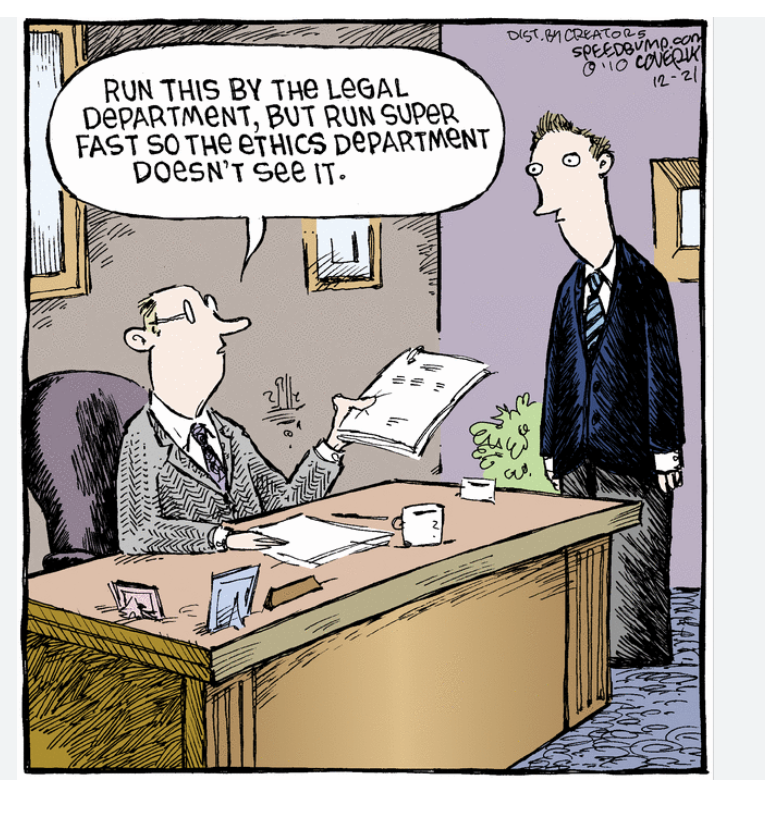 DIST. BY CREATORS
SPEEDBUMP.com
© '10 COVERLY
12-21
RUN THIS BY THE LEGAL
DEPARTMENT, BUT RUN SUPER
FAST SO THE ETHICS DEPARTMENT
DOESN'T SEE IT.